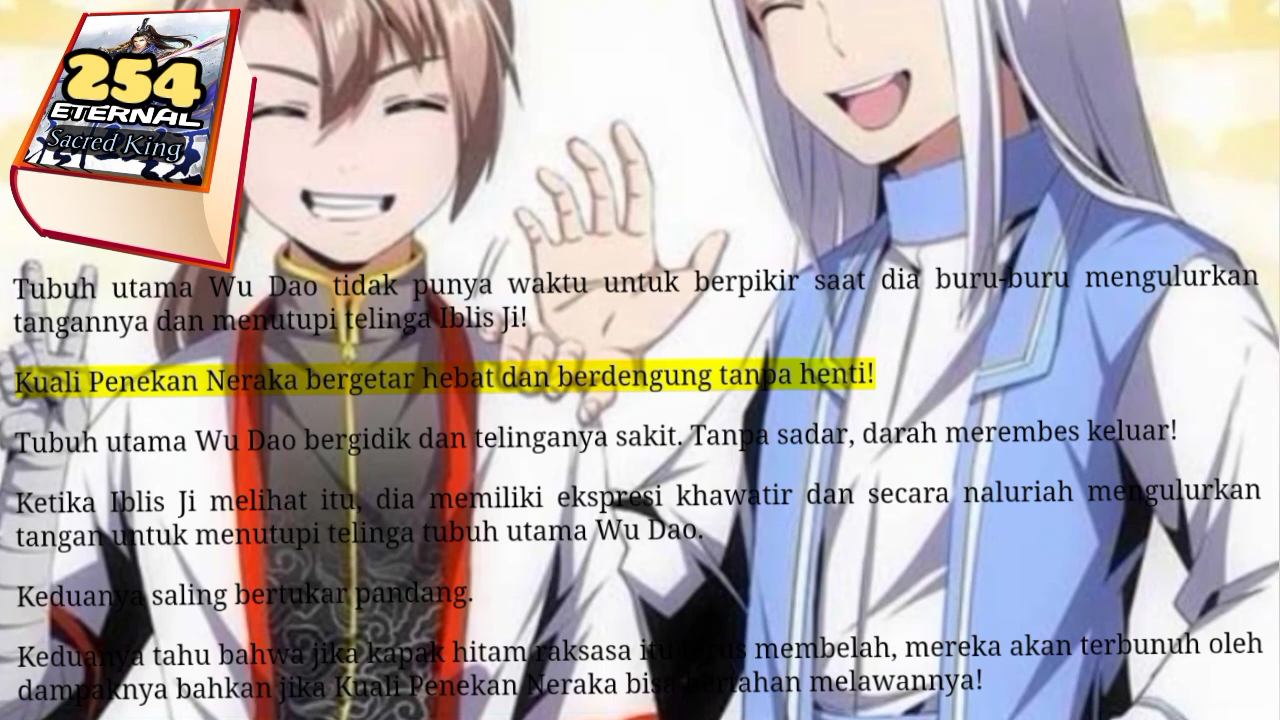 254
ETERNAL
Sacred King
Tubuh utama Wu Dao tidak punya waktu untuk berpikir saat dia buru-buru mengulurkan
tangannya dan menutupi telinga Iblis Ji!
Kuali Penekan Neraka bergetar hebat dan berdengung tanpa henti!
Tubuh utama Wu Dao bergidik dan telinganya sakit. Tanpa sadar, darah merembes keluar!
Ketika Iblis Ji melihat itu, dia memiliki ekspresi khawatir dan secara naluriah mengulurkan
tangan untuk menutupi telinga tubuh utama Wu Dao.
Keduanya saling bertukar pandang.
Keduanya tahu bahwa jika kapak hitam raksasa itu terus membelah, mereka akan terbunuh oleh
dampaknya bahkan jika Kuali Penekan Neraka bisa bertahan melawannya!